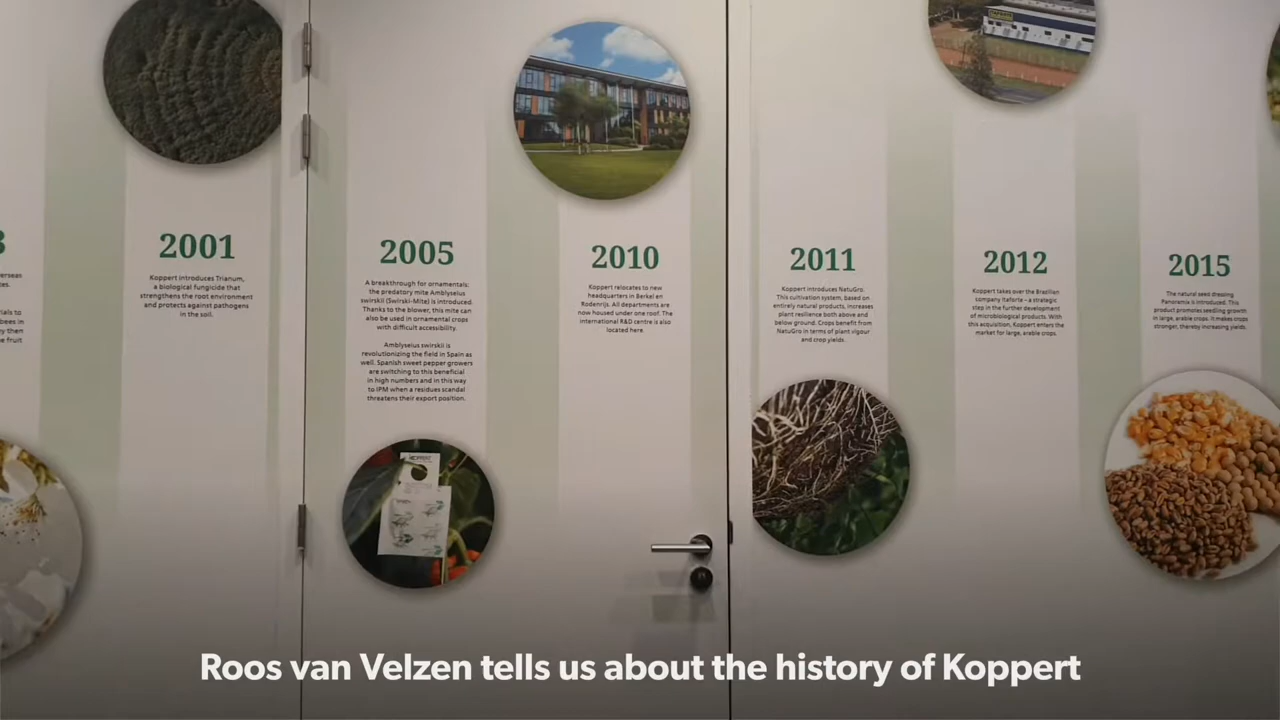 3
overseas
ials to
bees in
y then
e fruit
2001
Koppert introduces Trianum,
a biological fungicide that
strengthens the root environment
and protects against pathogens
in the soil.
2005
A breakthrough for ornamentals:
the predatory mite Amblyseius
swirskii (Swirski-Mite) is introduced.
Thanks to the blower, this mite can
also be used in ornamental crops
with difficult accessibility.
Amblyseius swirskii is
revolutionizing the field in Spain as
well. Spanish sweet pepper growers
are switching to this beneficial
in high numbers and in this way
to IPM when a residues scandal
threatens their export position.
2010
Koppert relocates to new
headquarters in Berkel en
Rodenrijs. All departments are
now housed under one roof. The
international R&D centre is also
located here.
2011
Koppert introduces NatuGro.
This cultivation system, based on
entirely natural products, increases
plant resilience both above and
below ground. Crops benefit from
NatuGro in terms of plant vigour
and crop yields.
2012
Koppert takes over the Brazilian
company Itaforte – a strategic
step in the further development
of microbiological products. With
this acquisition, Koppert enters the
market for large, arable crops.
2015
The natural seed dressing
Panoramix is introduced. This
product promotes seedling growth
in large, arable crops. It makes crops
stronger, thereby increasing yields.
KOPPERT
Roos van Velzen tells us about the history of Koppert